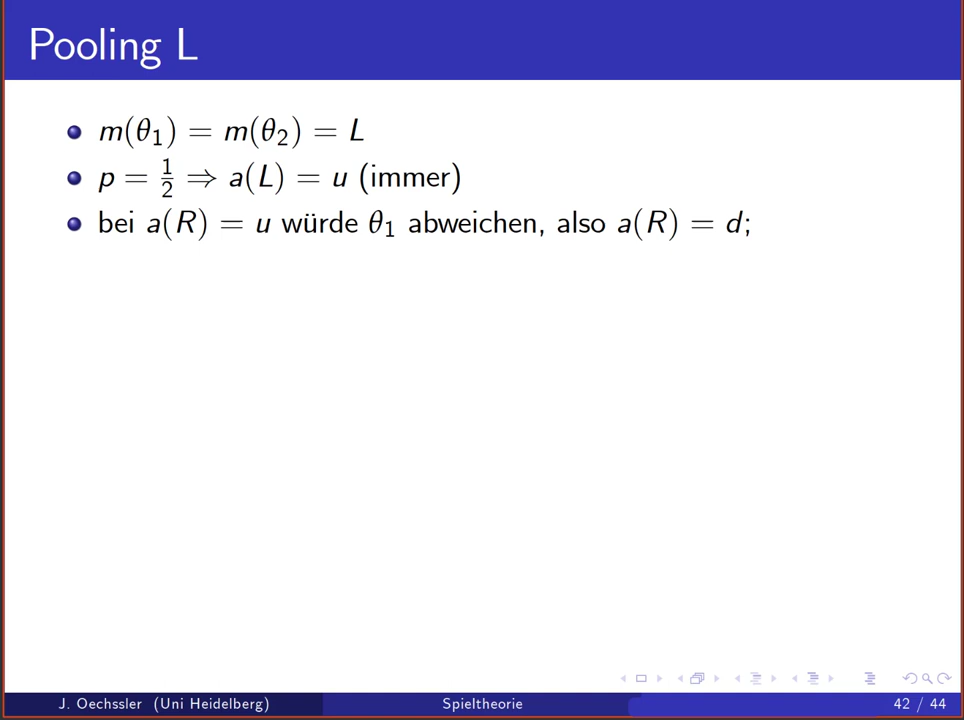 Pooling L
m(θ₁) = m(θ₂) = L
p = 1/2 ⇒ a(L) = u (immer)
bei a(R) = u würde θ₁ abweichen, also a(R) = d;
J. Oechssler (Uni Heidelberg) Spieltheorie 42 / 44